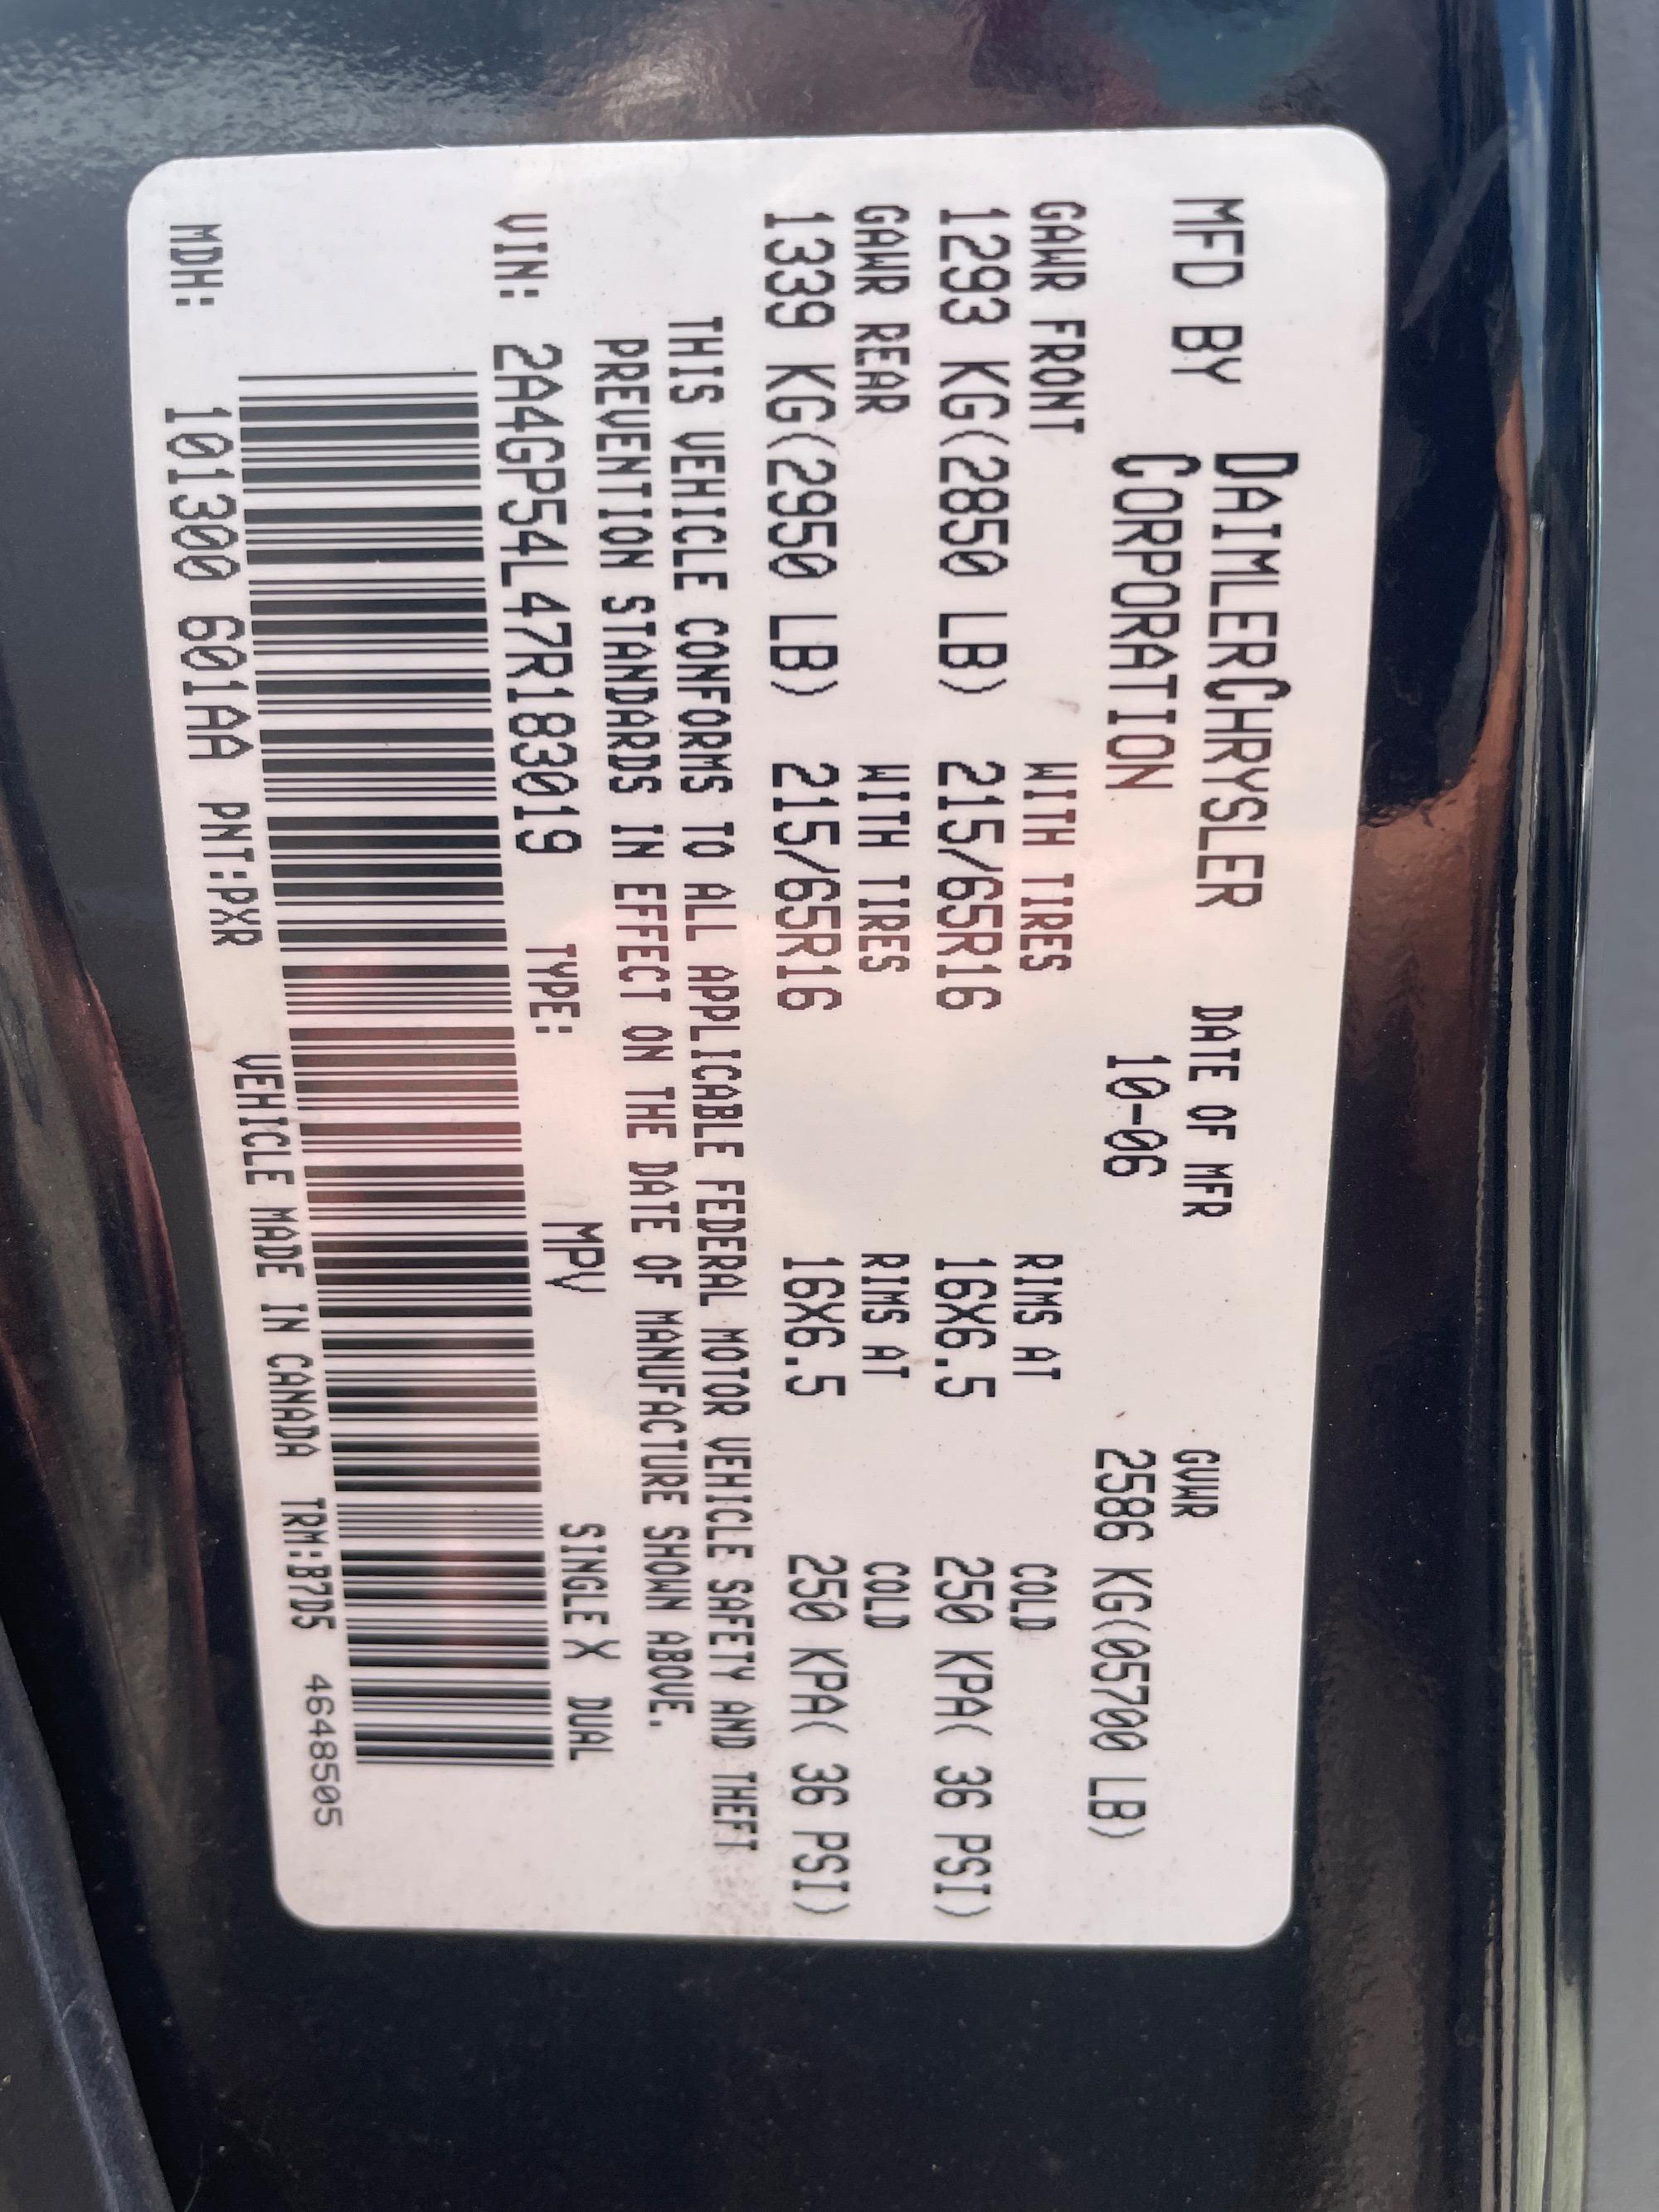 MFD BY DAIMLERCHRYSLER CORPORATION DATE OF MFR GVWR
10-06 2586 KG(05700 LB)
GAWR FRONT WITH TIRES RIMS AT COLD
1293 KG(2850 LB) 215/65R16 16X6.5 250 KPA( 36 PSI)
GAWR REAR WITH TIRES RIMS AT COLD
1339 KG(2950 LB) 215/65R16 16X6.5 250 KPA( 36 PSI)
THIS VEHICLE CONFORMS TO ALL APPLICABLE FEDERAL MOTOR VEHICLE SAFETY AND THEFT
PREVENTION STANDARDS IN EFFECT ON THE DATE OF MANUFACTURE SHOWN ABOVE.
VIN: 2A4GP54L47R183019 TYPE: MPV SINGLE X DUAL
MDH: 101300 601AA PNT:PXR VEHICLE MADE IN CANADA TRM:B7D5 4648505